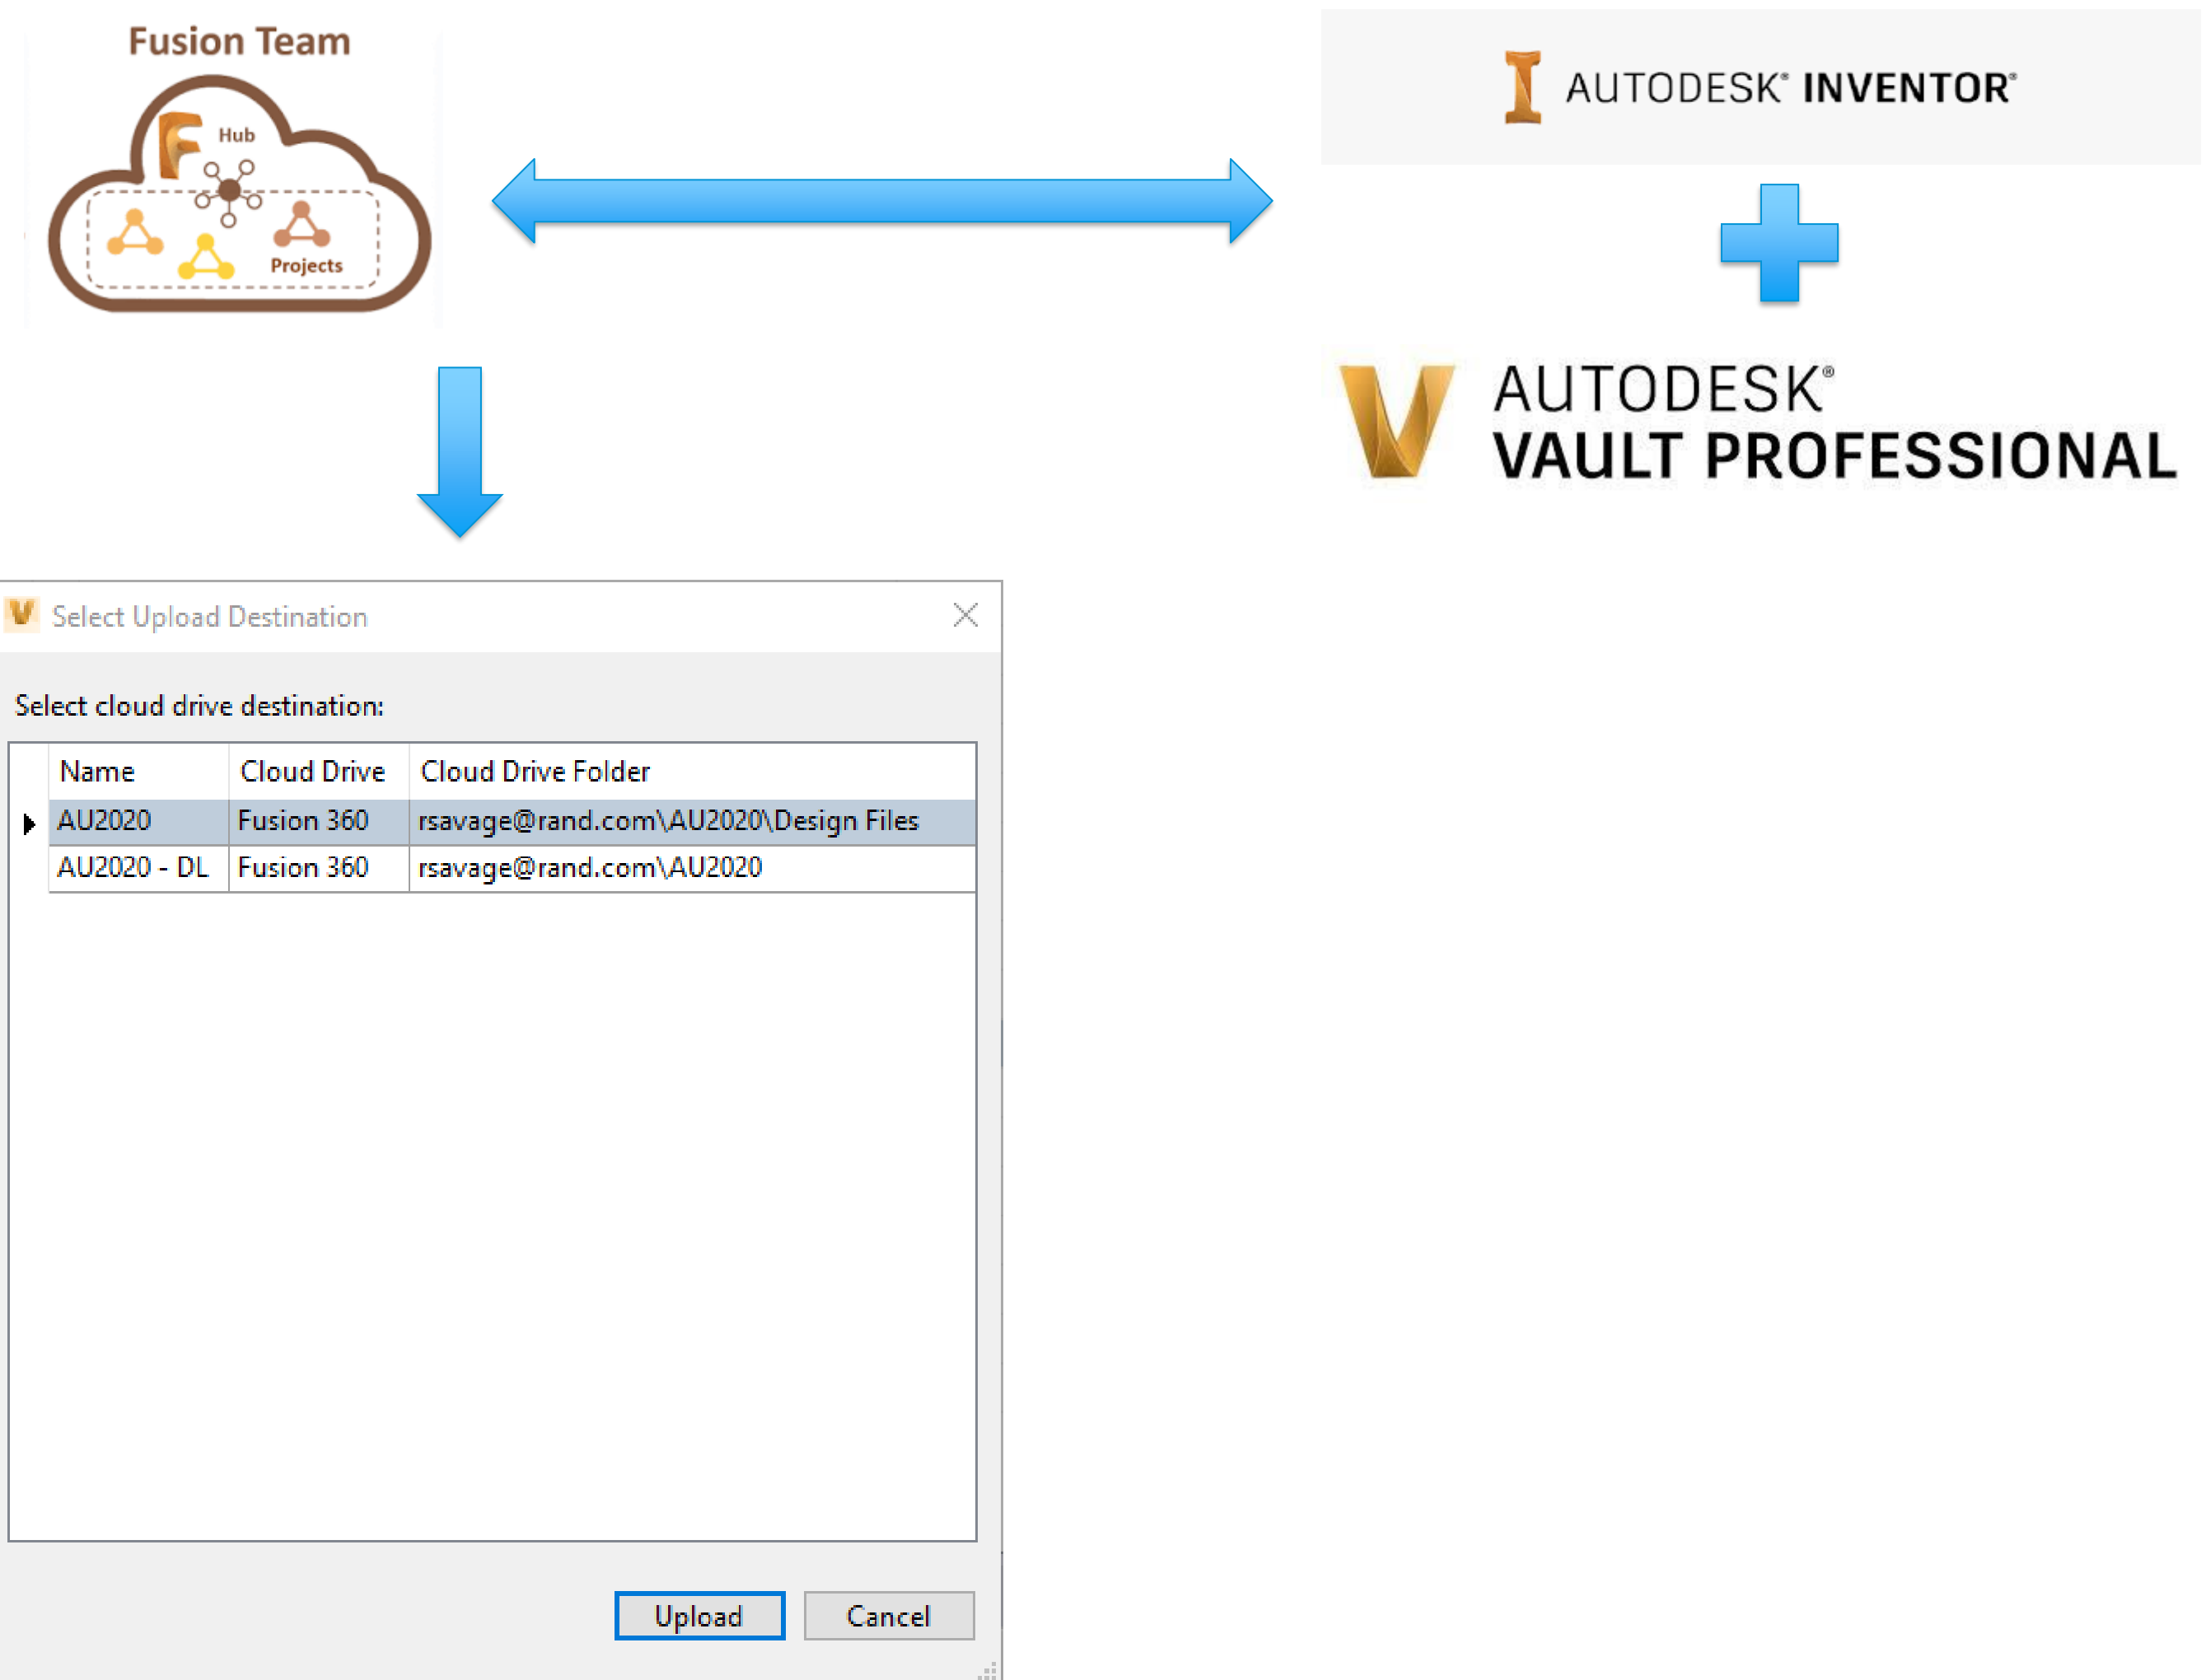 Fusion Team
Hub
Projects
AUTODESK® INVENTOR®
AUTODESK®
VAULT PROFESSIONAL
Select Upload Destination
Select cloud drive destination:
Name Cloud Drive Cloud Drive Folder
AU2020 Fusion 360 rsavage@rand.com\AU2020\Design Files
AU2020 - DL Fusion 360 rsavage@rand.com\AU2020
Upload Cancel